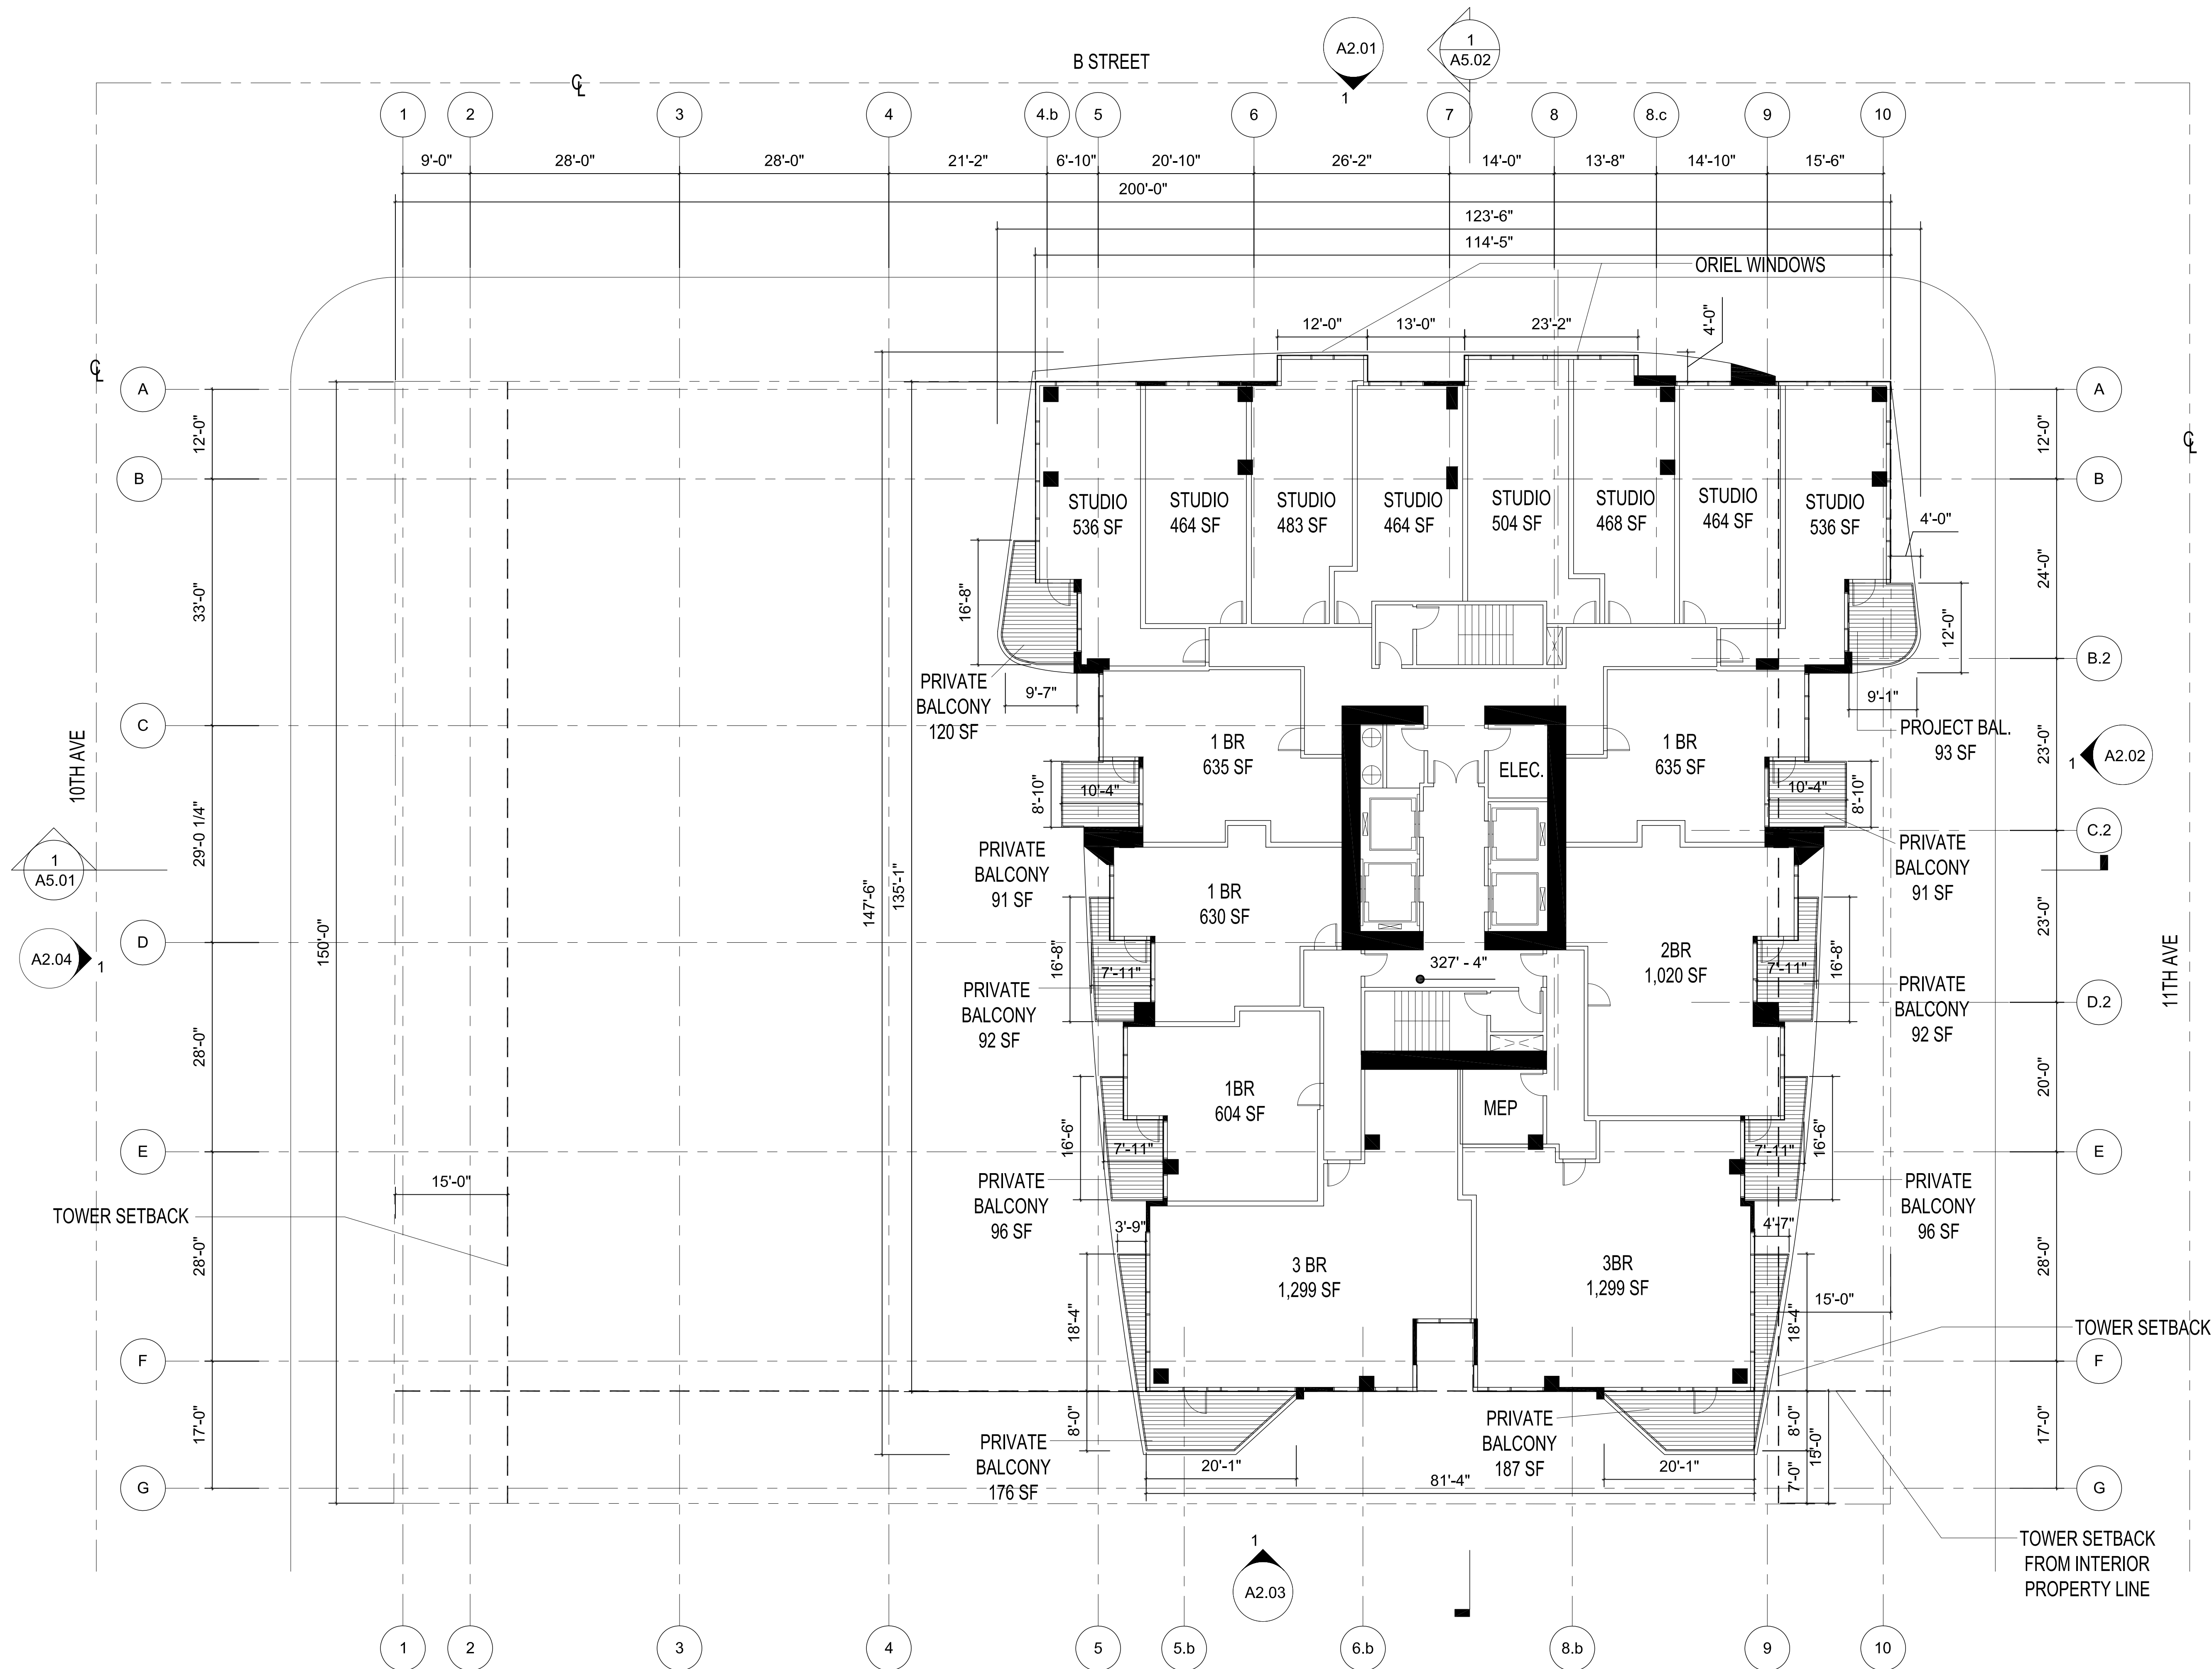 B STREET
A2.01
1
1
A5.02
℄
1
2
3
4
4.b
5
6
7
8
8.c
9
10
9'-0"
28'-0"
28'-0"
21'-2"
6'-10"
20'-10"
26'-2"
14'-0"
13'-8"
14'-10"
15'-6"
200'-0"
123'-6"
114'-5"
ORIEL WINDOWS
12'-0"
13'-0"
23'-2"
4'-0"
℄
℄
A
B
C
D
E
F
G
12'-0"
33'-0"
29'-0 1/4"
28'-0"
28'-0"
17'-0"
10TH AVE
1
A5.01
A2.04
1
150'-0"
147'-6"
135'-1"
15'-0"
TOWER SETBACK
STUDIO
536 SF
STUDIO
464 SF
STUDIO
483 SF
STUDIO
464 SF
STUDIO
504 SF
STUDIO
468 SF
STUDIO
464 SF
STUDIO
536 SF
4'-0"
16'-8"
12'-0"
PRIVATE
BALCONY
120 SF
9'-7"
9'-1"
PROJECT BAL.
93 SF
1 BR
635 SF
ELEC.
1 BR
635 SF
8'-10"
10'-4"
10'-4"
8'-10"
PRIVATE
BALCONY
91 SF
PRIVATE
BALCONY
91 SF
1 BR
630 SF
2BR
1,020 SF
327' - 4"
16'-8"
7'-11"
7'-11"
16'-8"
PRIVATE
BALCONY
92 SF
PRIVATE
BALCONY
92 SF
1BR
604 SF
MEP
16'-6"
7'-11"
7'-11"
16'-6"
PRIVATE
BALCONY
96 SF
PRIVATE
BALCONY
96 SF
3'-9"
4'-7"
3 BR
1,299 SF
3BR
1,299 SF
18'-4"
18'-4"
15'-0"
TOWER SETBACK
8'-0"
8'-0"
15'-0"
7'-0"
PRIVATE
BALCONY
176 SF
PRIVATE
BALCONY
187 SF
20'-1"
20'-1"
81'-4"
A
B
B.2
C.2
D.2
E
F
G
12'-0"
24'-0"
23'-0"
23'-0"
20'-0"
28'-0"
17'-0"
1
A2.02
11TH AVE
TOWER SETBACK
FROM INTERIOR
PROPERTY LINE
1
A2.03
1
2
3
4
5
5.b
6.b
8.b
9
10